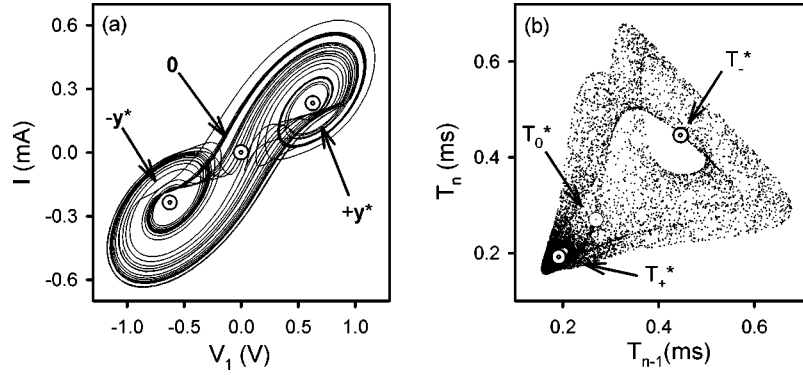 (a)
0
-y*
+y*
0.6
0.3
0.0
-0.3
-0.6
I (mA)
-1.0 -0.5 0.0 0.5 1.0
V1 (V)
(b)
T-*
T0*
T+*
0.6
0.4
0.2
Tn (ms)
0.2 0.4 0.6
Tn-1(ms)